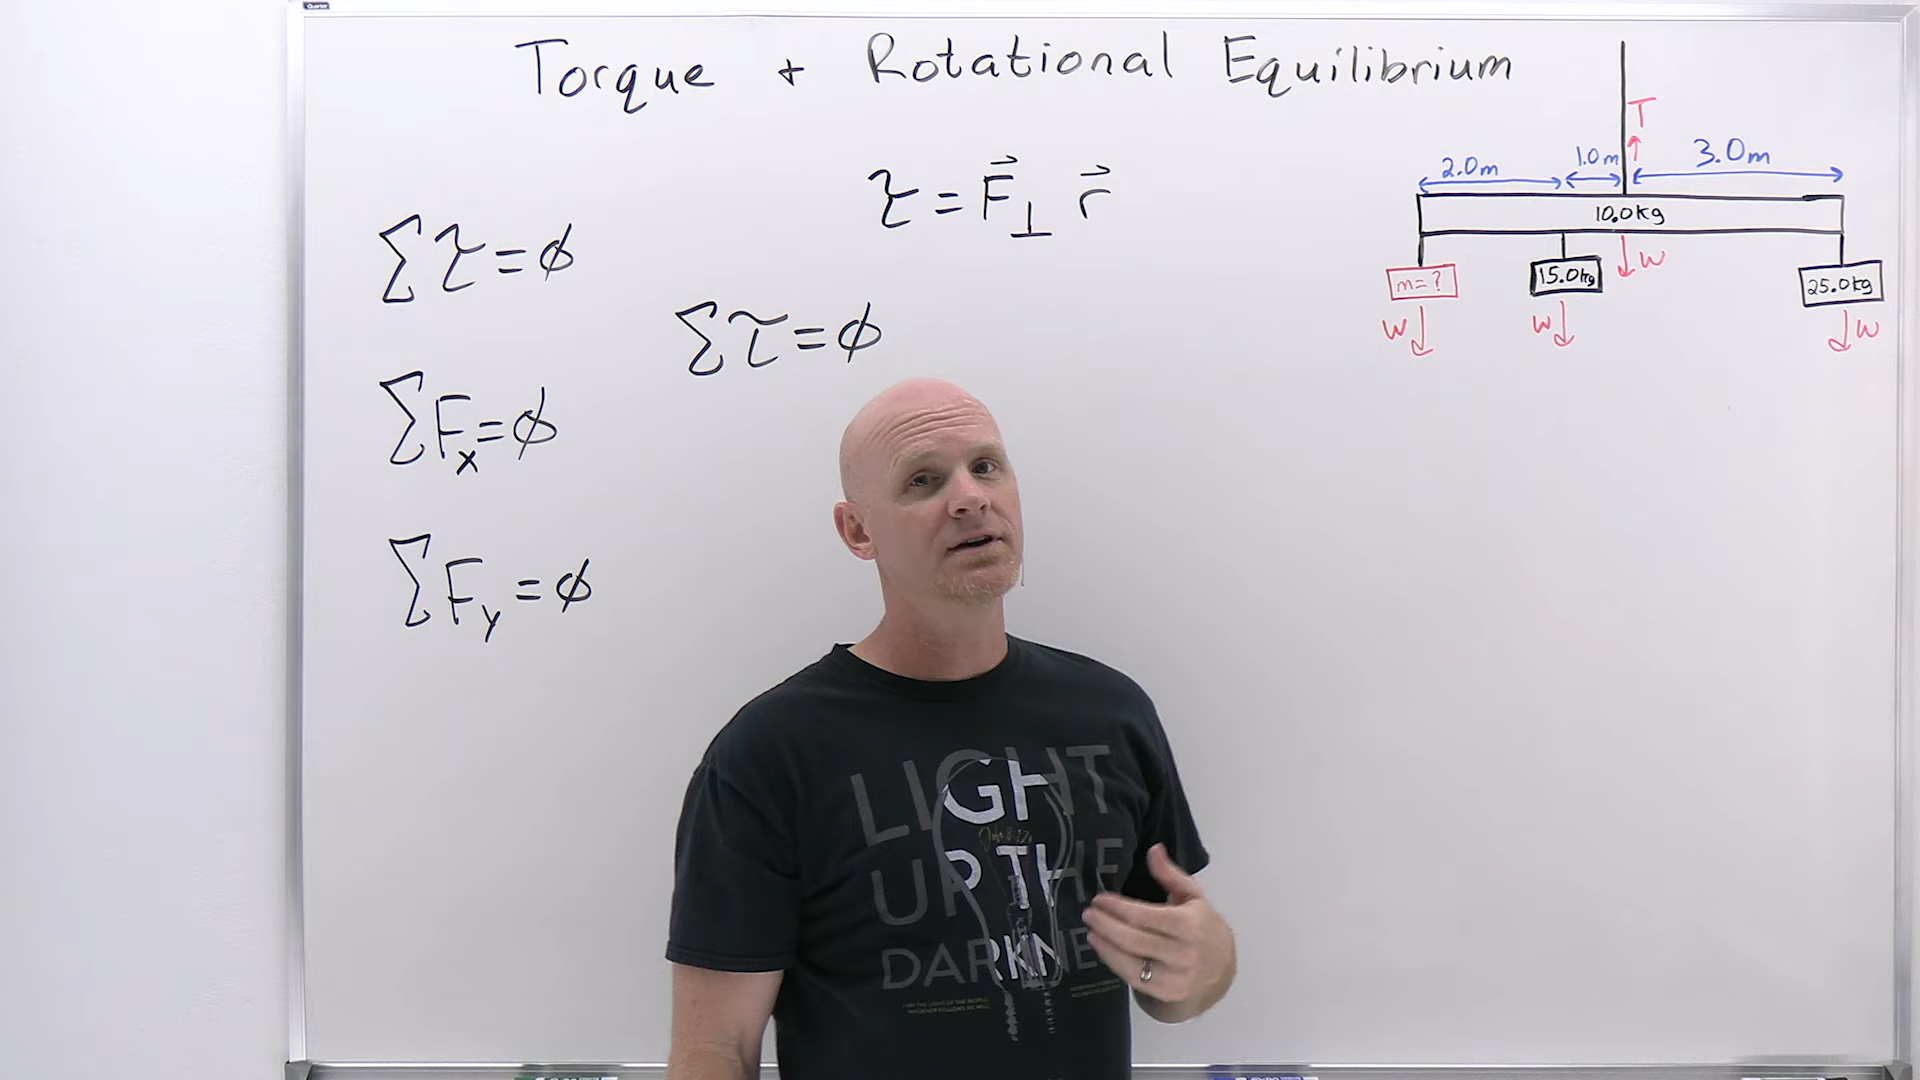 Quartet
Torque + Rotational Equilibrium
τ = F⃗⊥ r⃗
Στ = ∅
Στ = ∅
ΣFx = ∅
ΣFy = ∅
T
2.0m 1.0m 3.0m
10.0kg
w
m=? 15.0kg 25.0kg
w w w
LIGHT
UP THE
DARKNE